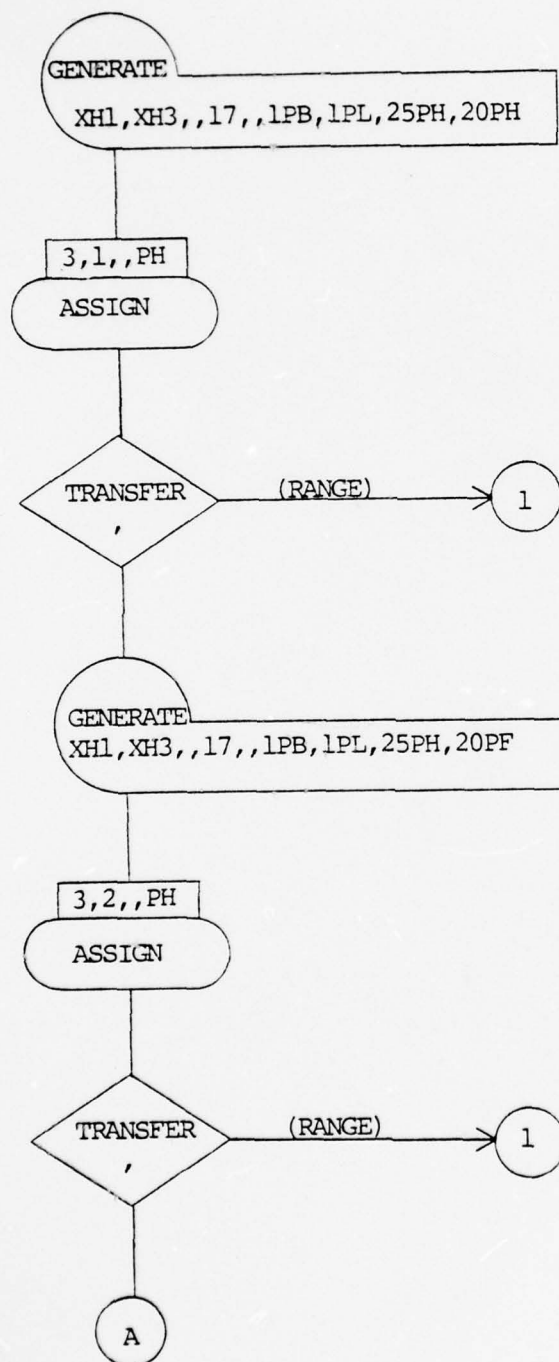 GENERATE
XH1,XH3,,17,,1PB,1PL,25PH,20PH
3,1,,PH
ASSIGN
TRANSFER
,
(RANGE)
1
GENERATE
XH1,XH3,,17,,1PB,1PL,25PH,20PF
3,2,,PH
ASSIGN
TRANSFER
,
(RANGE)
1
A